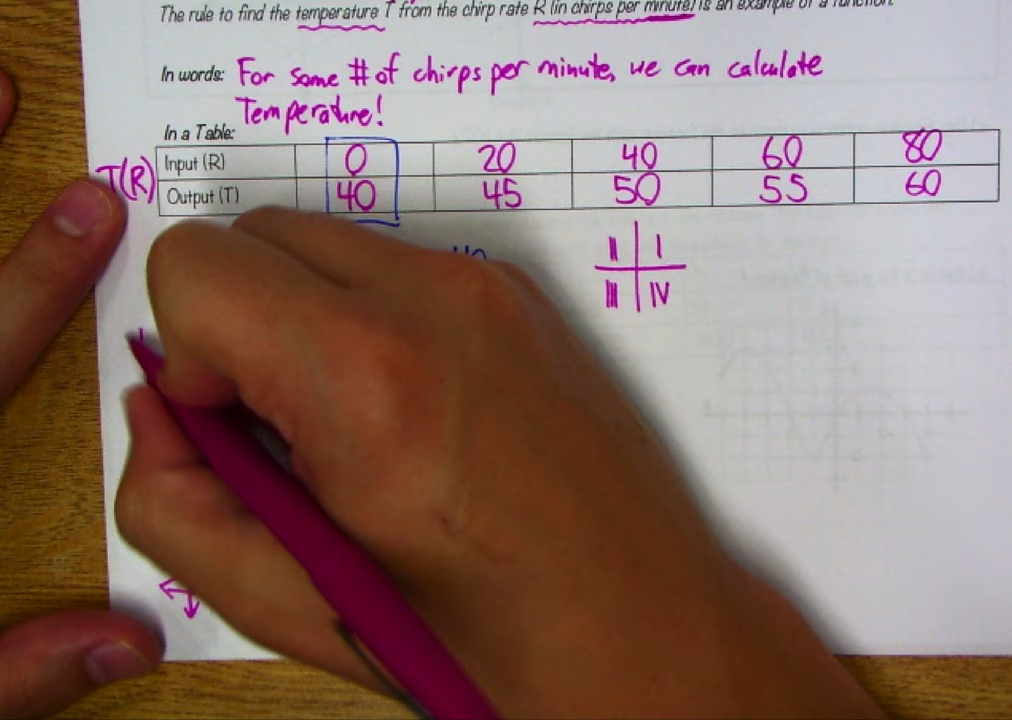 The rule to find the temperature T from the chirp rate R (in chirps per minute) is an example of a function.
In words: For some # of chirps per minute, we can calculate
Temperature!
In a Table:
Input (R) 0 20 40 60 80
T(R) Output (T) 40 45 50 55 60
II I
III IV